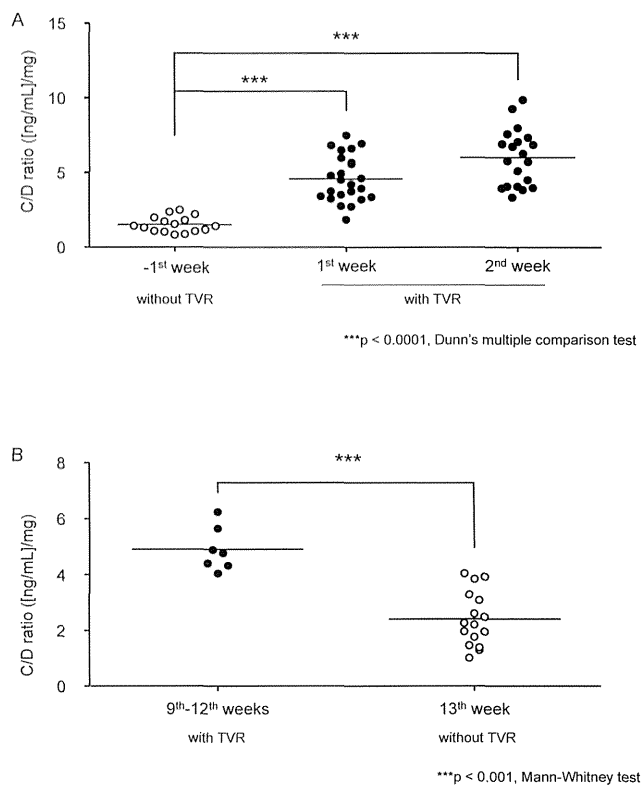 A
15
***
***
10
C/D ratio ([ng/mL]/mg)
5
0
-1st week
1st week
2nd week
without TVR
with TVR
***p < 0.0001, Dunn's multiple comparison test
B
8
***
6
C/D ratio ([ng/mL]/mg)
4
2
0
9th-12th weeks
13th week
with TVR
without TVR
***p < 0.001, Mann-Whitney test